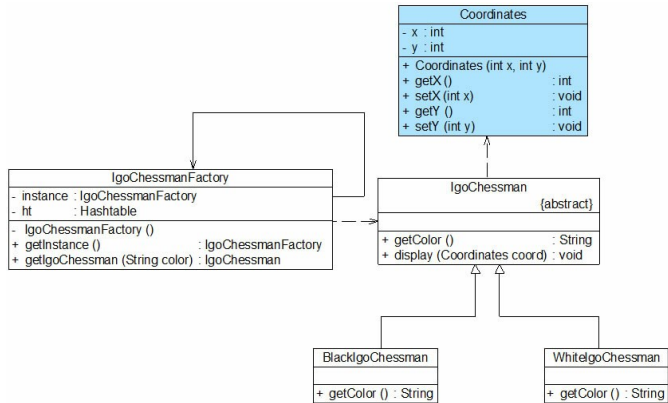 Coordinates
- x : int
- y : int
+ Coordinates (int x, int y)
+ getX () : int
+ setX (int x) : void
+ getY () : int
+ setY (int y) : void
IgoChessmanFactory
- instance : IgoChessmanFactory
- ht : Hashtable
- IgoChessmanFactory ()
+ getInstance () : IgoChessmanFactory
+ getIgoChessman (String color) : IgoChessman
IgoChessman
{abstract}
+ getColor () : String
+ display (Coordinates coord) : void
BlackIgoChessman
+ getColor () : String
WhiteIgoChessman
+ getColor () : String